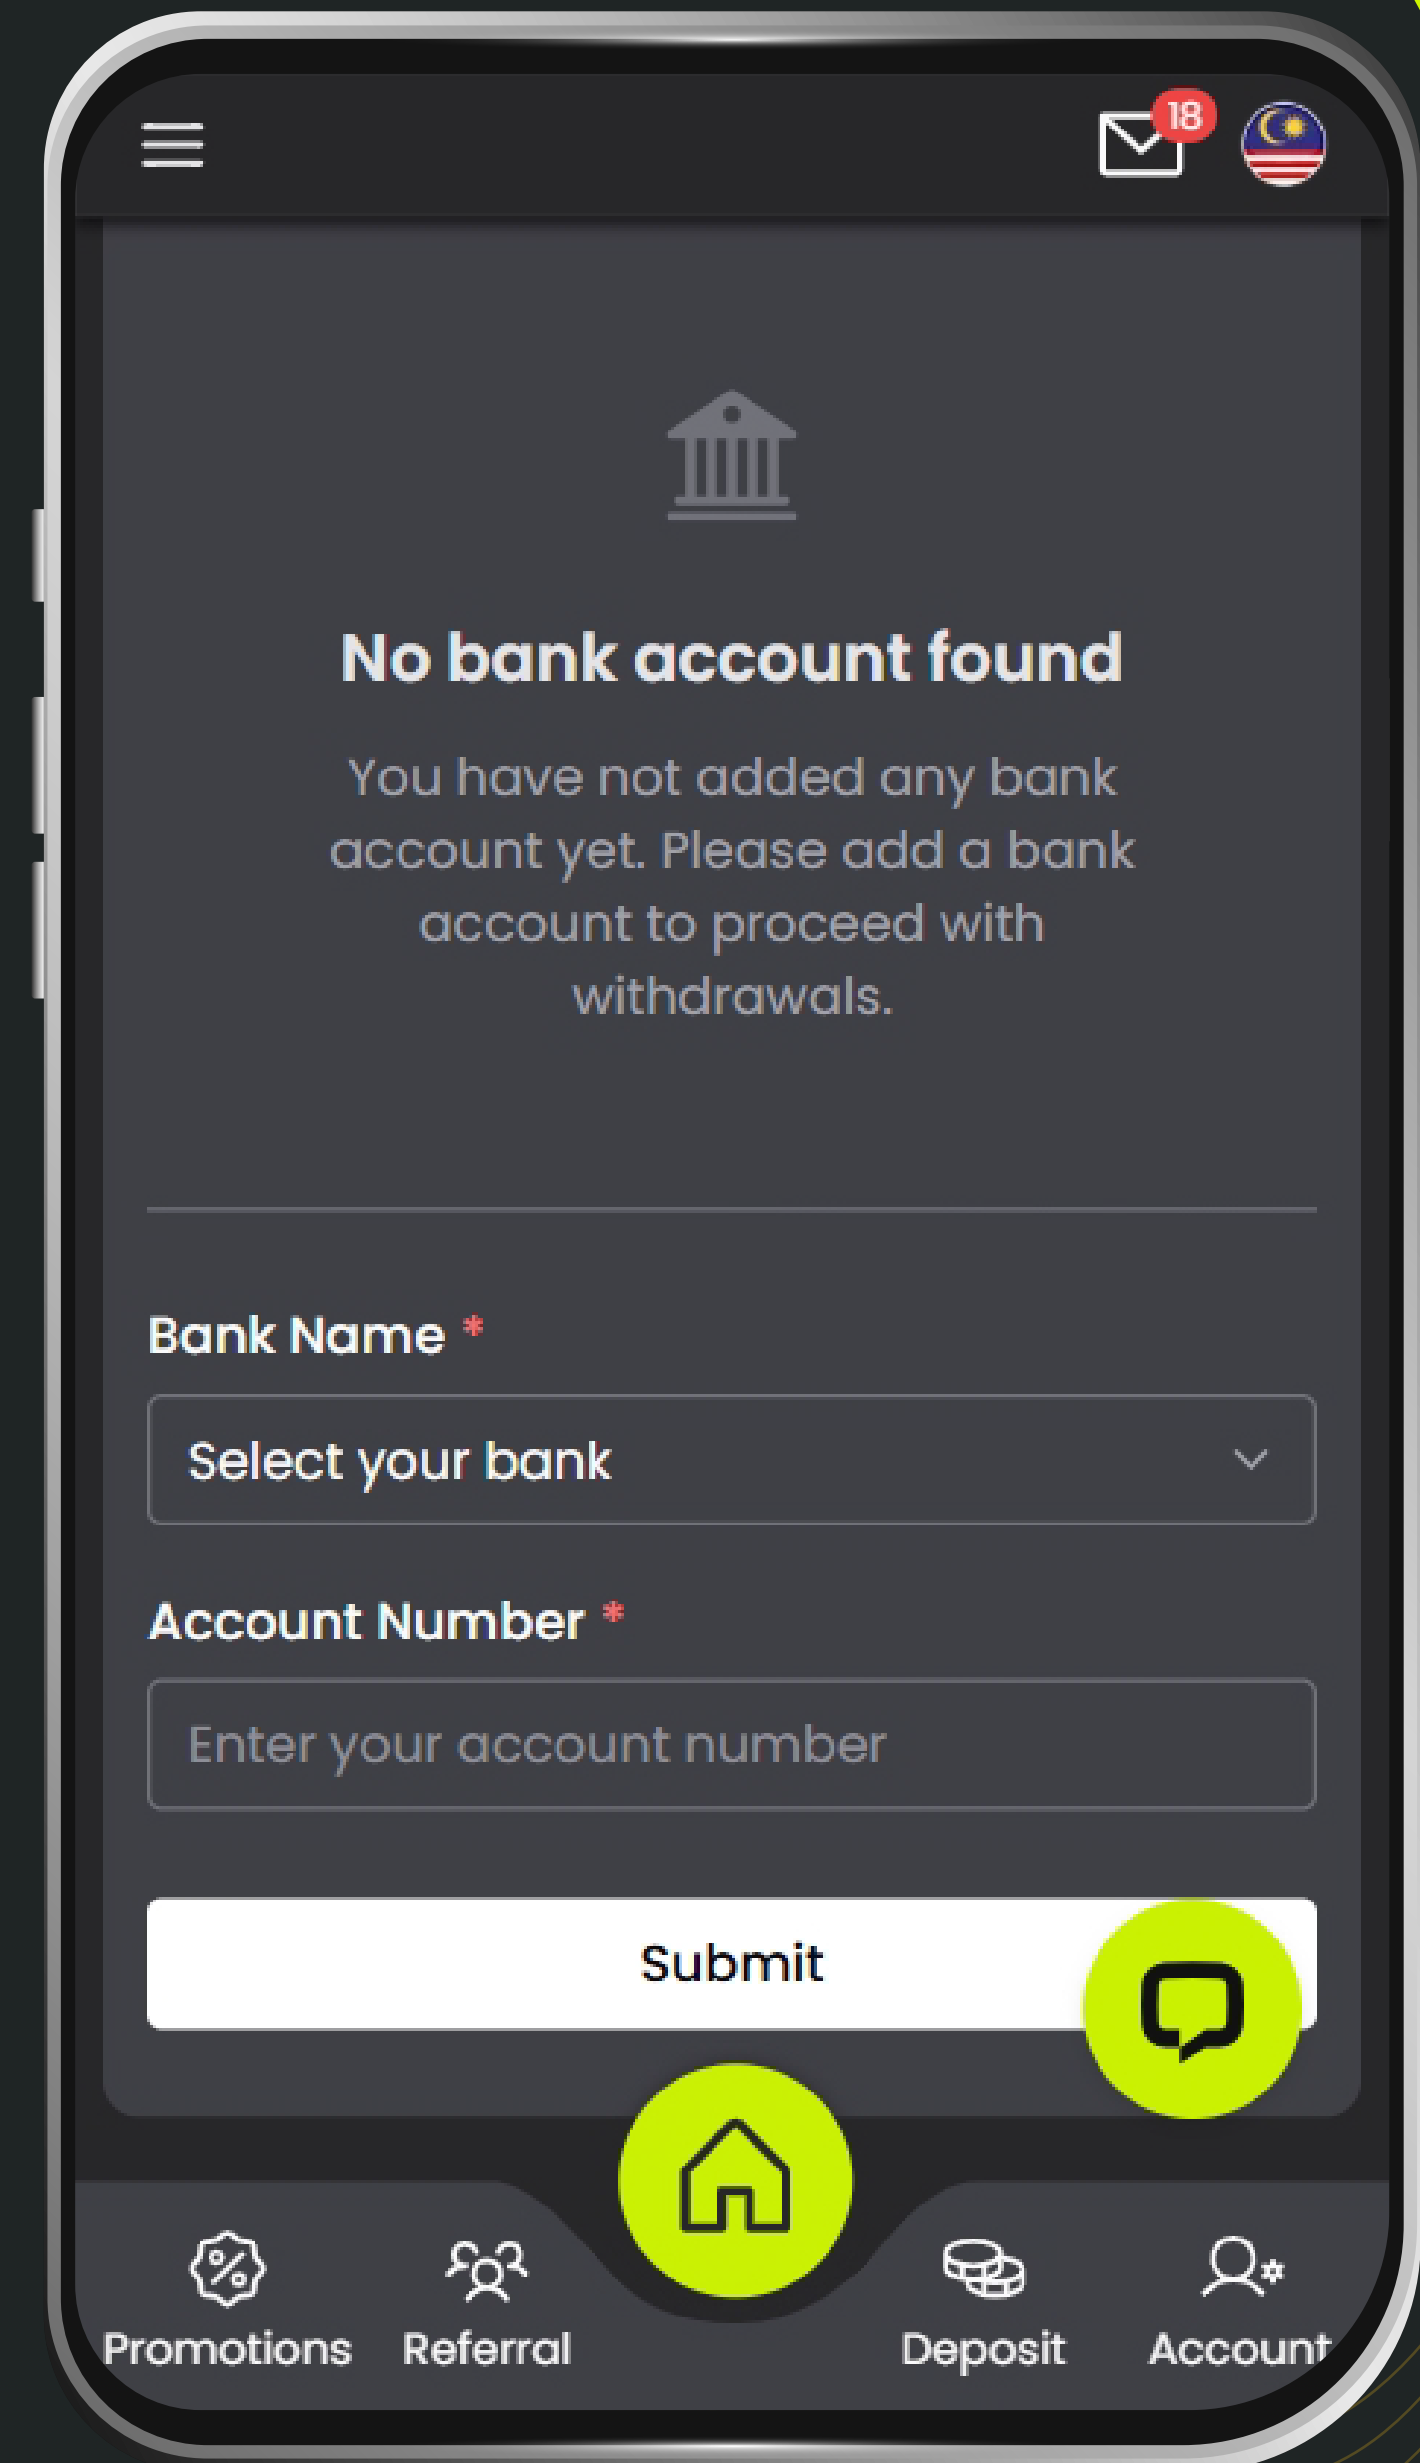 18
No bank account found
You have not added any bank
account yet. Please add a bank
account to proceed with
withdrawals.
Bank Name *
Select your bank
Account Number *
Enter your account number
Submit
Promotions Referral Deposit Account